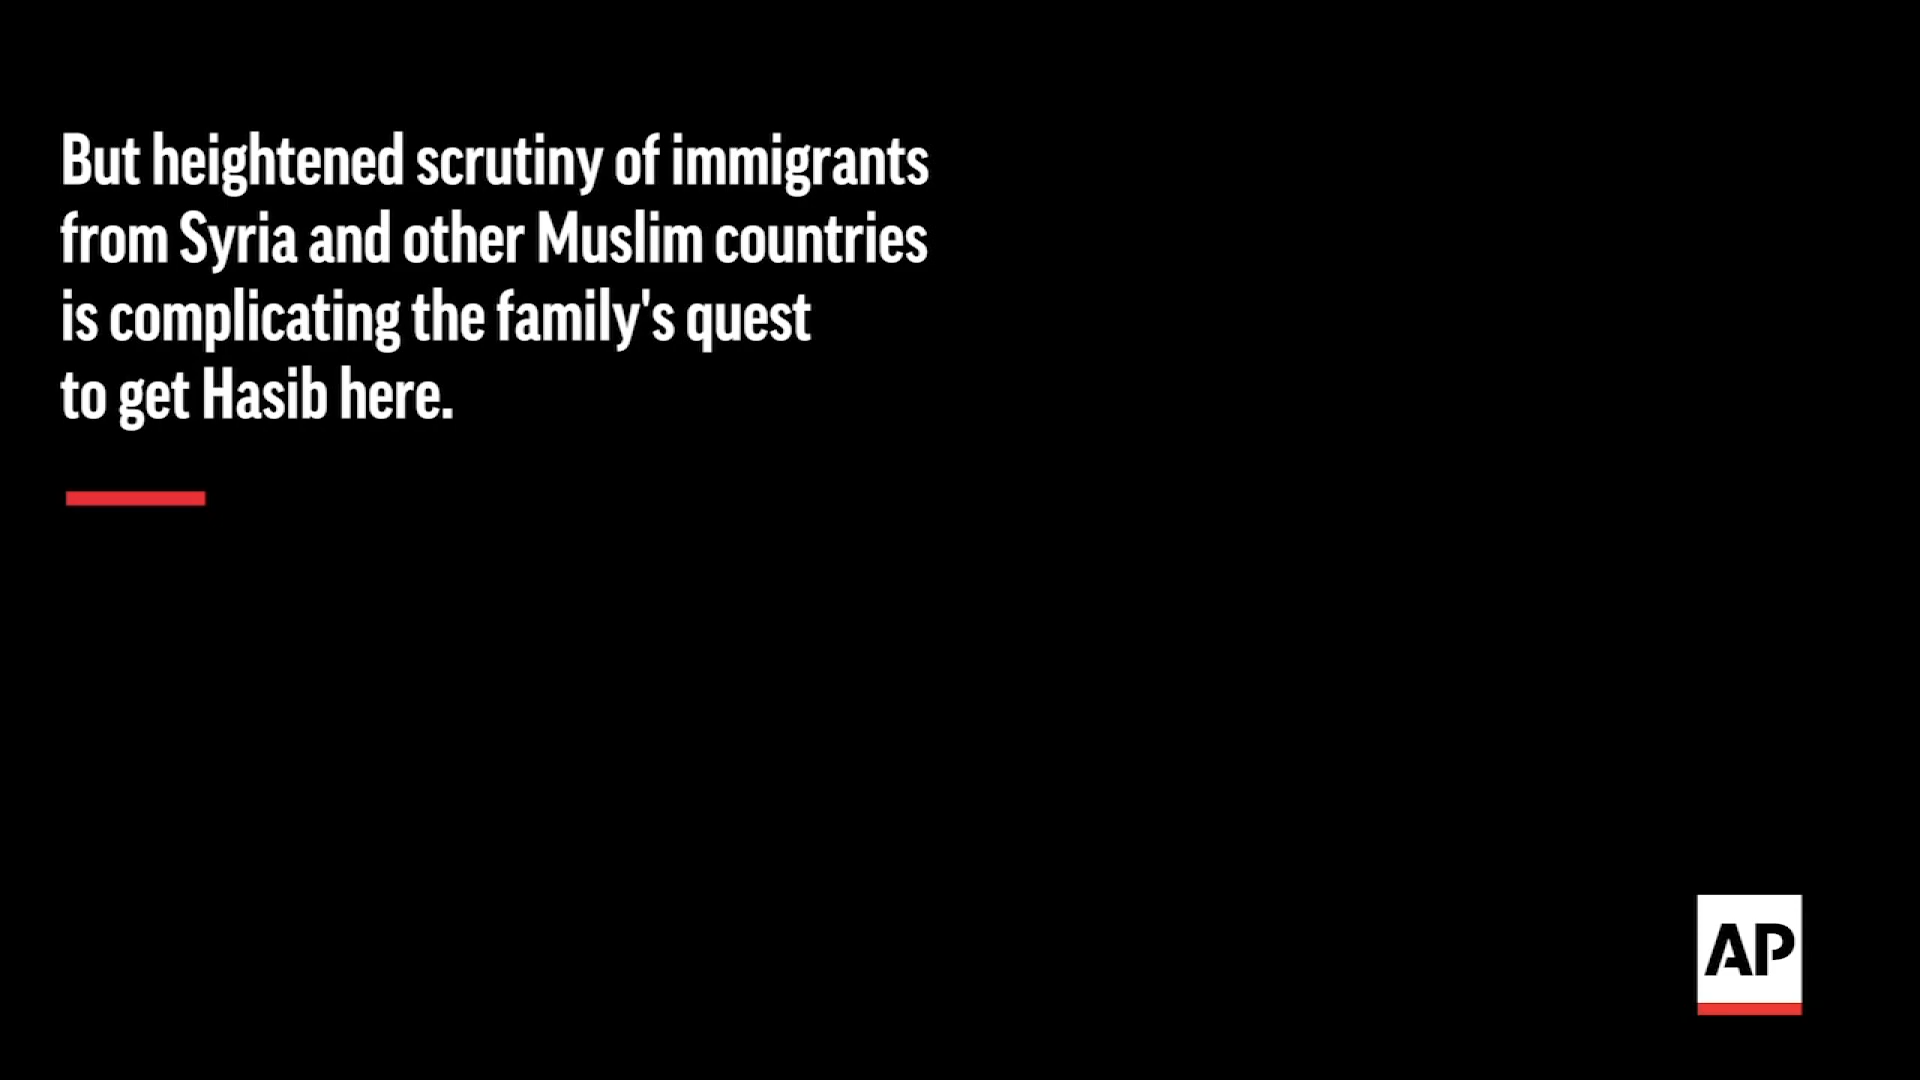 But heightened scrutiny of immigrants
from Syria and other Muslim countries
is complicating the family's quest
to get Hasib here.
AP